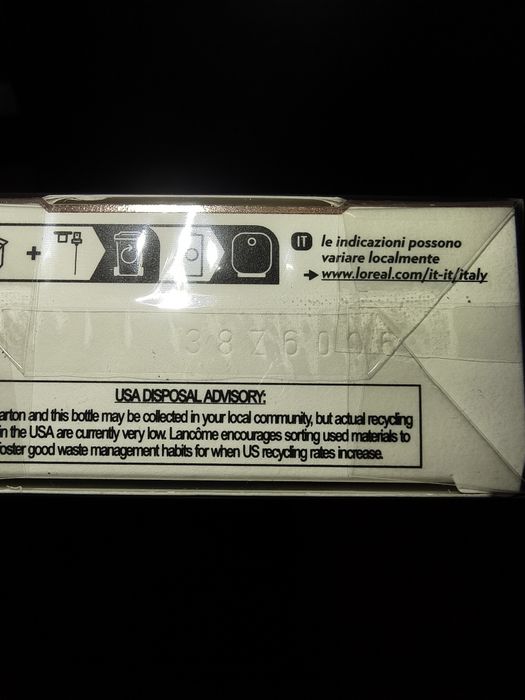 +
IT le indicazioni possono
variare localmente
→ www.loreal.com/it-it/italy
USA DISPOSAL ADVISORY:
arton and this bottle may be collected in your local community, but actual recycling
in the USA are currently very low. Lancôme encourages sorting used materials to
foster good waste management habits for when US recycling rates increase.